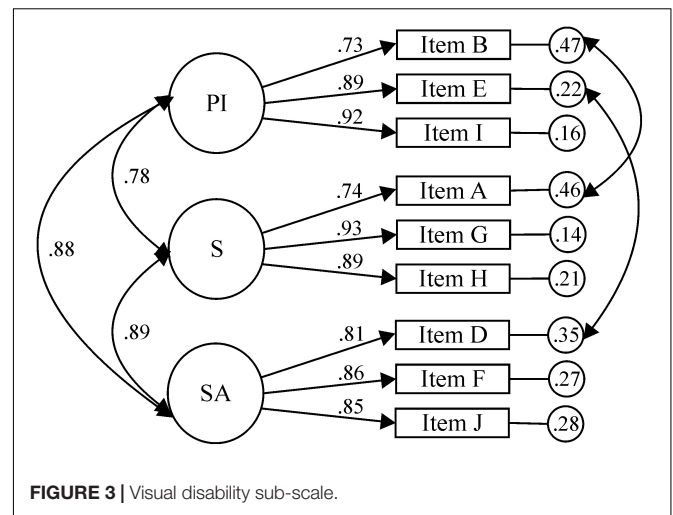 .73 Item B .47
.89 Item E .22
PI
.92 Item I .16
.78
.74 Item A .46
.93 Item G .14
S
.88
.89 Item H .21
.89
.81 Item D .35
.86 Item F .27
SA
.85 Item J .28
FIGURE 3 | Visual disability sub-scale.